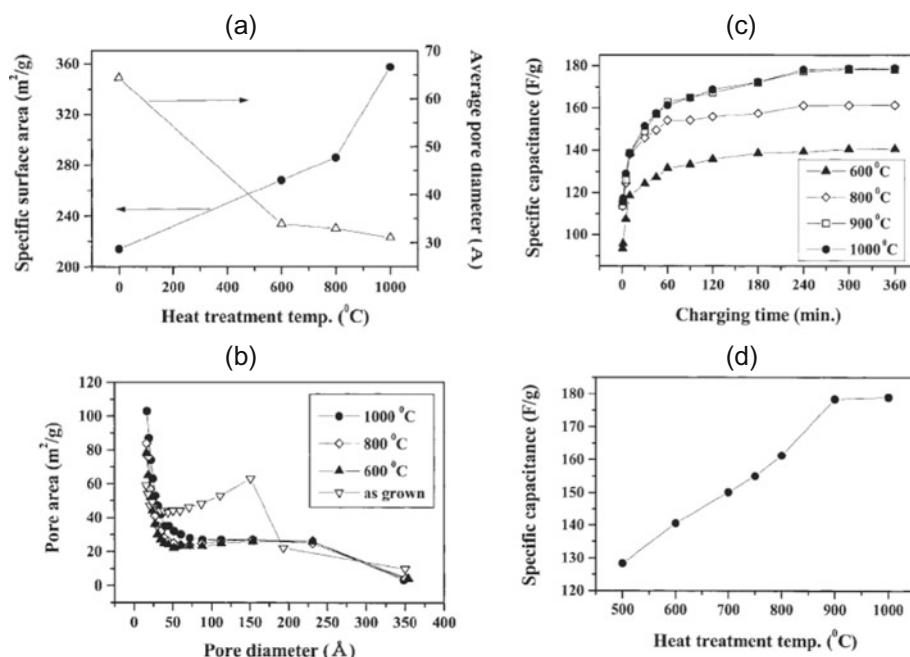 (a)
360
320
280
240
200
70
60
50
40
30
Specific surface area (m²/g)
Average pore diameter (A)
0 200 400 600 800 1000
Heat treatment temp. (⁰C)
(c)
180
160
140
120
100
Specific capacitance (F/g)
600 ⁰C
800 ⁰C
900 ⁰C
1000 ⁰C
0 60 120 180 240 300 360
Charging time (min.)
(b)
120
100
80
60
40
20
0
Pore area (m²/g)
1000 ⁰C
800 ⁰C
600 ⁰C
as grown
0 50 100 150 200 250 300 350 400
Pore diameter (Å)
(d)
180
170
160
150
140
130
120
Specific capacitance (F/g)
500 600 700 800 900 1000
Heat treatment temp. (⁰C)